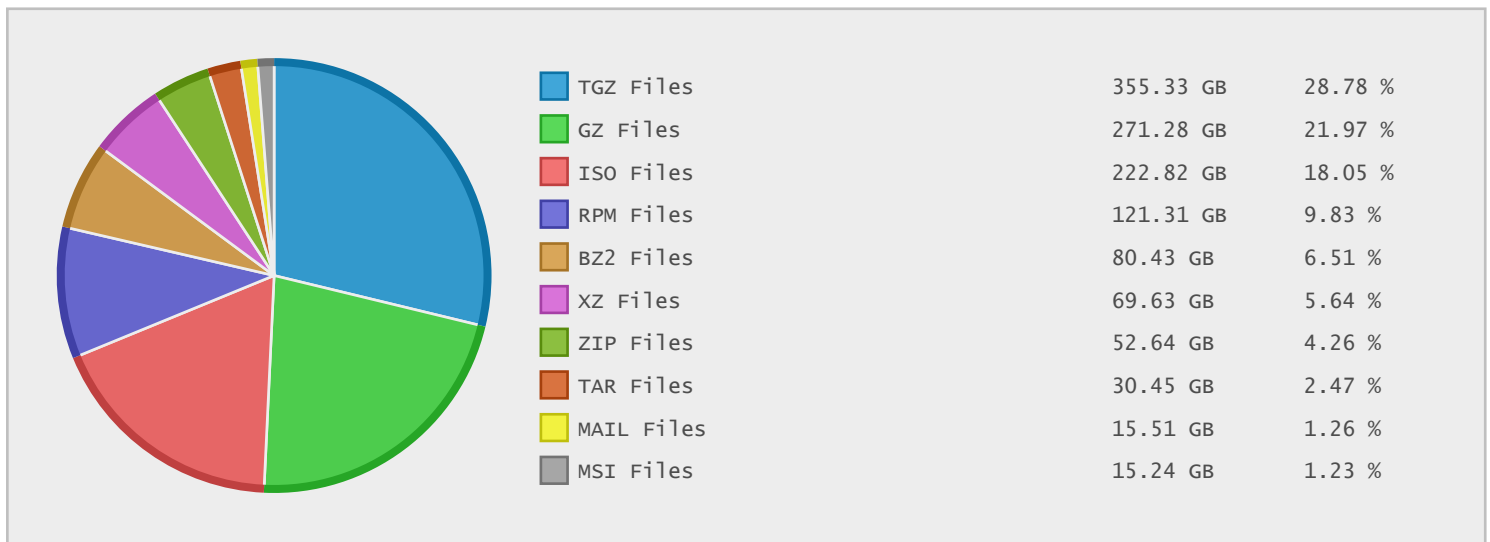 TGZ Files 355.33 GB 28.78 %
GZ Files 271.28 GB 21.97 %
ISO Files 222.82 GB 18.05 %
RPM Files 121.31 GB 9.83 %
BZ2 Files 80.43 GB 6.51 %
XZ Files 69.63 GB 5.64 %
ZIP Files 52.64 GB 4.26 %
TAR Files 30.45 GB 2.47 %
MAIL Files 15.51 GB 1.26 %
MSI Files 15.24 GB 1.23 %